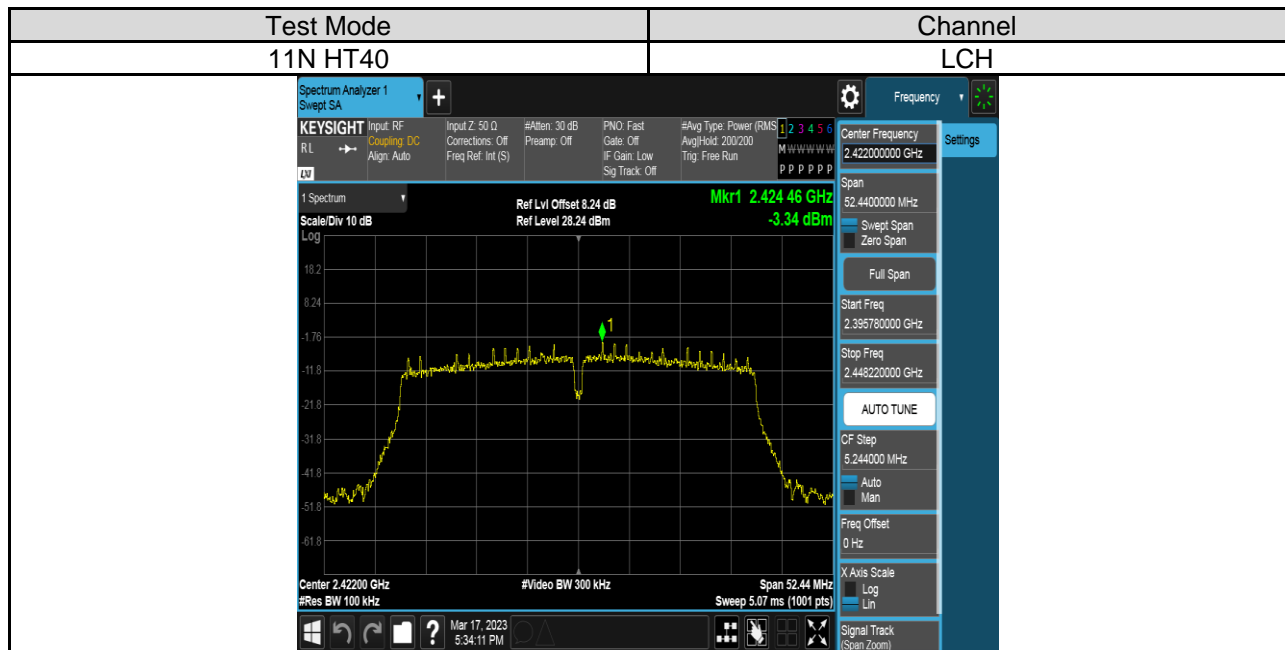 Test Mode Channel
11N HT40 LCH
Spectrum Analyzer 1
Swept SA
+
Frequency
KEYSIGHT Input: RF Input Z: 50 Ω #Atten: 30 dB PNO: Fast #Avg Type: Power (RMS 1 2 3 4 5 6
RL Coupling: DC Corrections: Off Preamp: Off Gate: Off Avg|Hold: 200/200 M W W W W W
Align: Auto Freq Ref: Int (S) IF Gain: Low Trig: Free Run
LXI Sig Track: Off P P P P P P
Center Frequency
2.422000000 GHz
Settings
1 Spectrum
Scale/Div 10 dB
Ref Lvl Offset 8.24 dB
Ref Level 28.24 dBm
Mkr1 2.424 46 GHz
-3.34 dBm
Log
18.2
8.24
-1.76
-11.8
-21.8
-31.8
-41.8
-51.8
-61.8
1
Center 2.42200 GHz #Video BW 300 kHz Span 52.44 MHz
#Res BW 100 kHz Sweep 5.07 ms (1001 pts)
Span
52.4400000 MHz
Swept Span
Zero Span
Full Span
Start Freq
2.395780000 GHz
Stop Freq
2.448220000 GHz
AUTO TUNE
CF Step
5.244000 MHz
Auto
Man
Freq Offset
0 Hz
X Axis Scale
Log
Lin
Signal Track
(Span Zoom)
?
Mar 17, 2023
5:34:11 PM